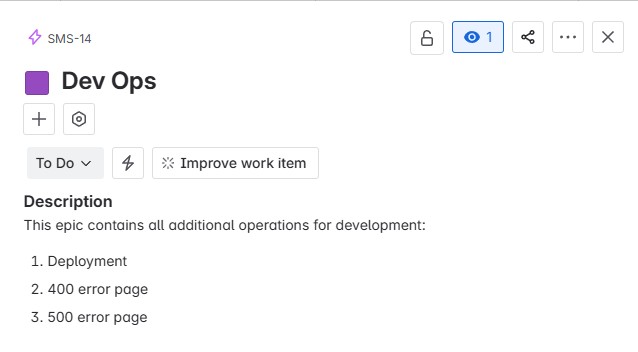 SMS-14
1
Dev Ops
To Do
Improve work item
Description
This epic contains all additional operations for development:
1. Deployment
2. 400 error page
3. 500 error page